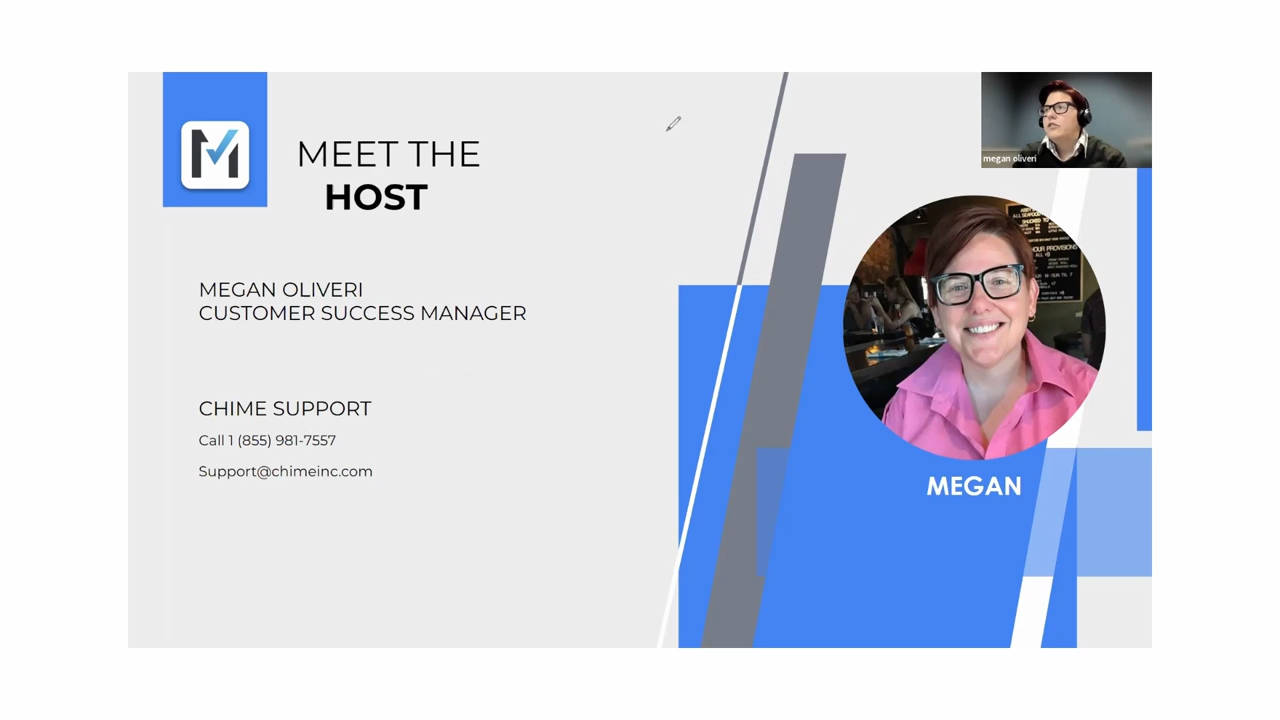 MEET THE
HOST
megan oliveri
MEGAN OLIVERI
CUSTOMER SUCCESS MANAGER
CHIME SUPPORT
Call 1 (855) 981-7557
Support@chimeinc.com
MEGAN